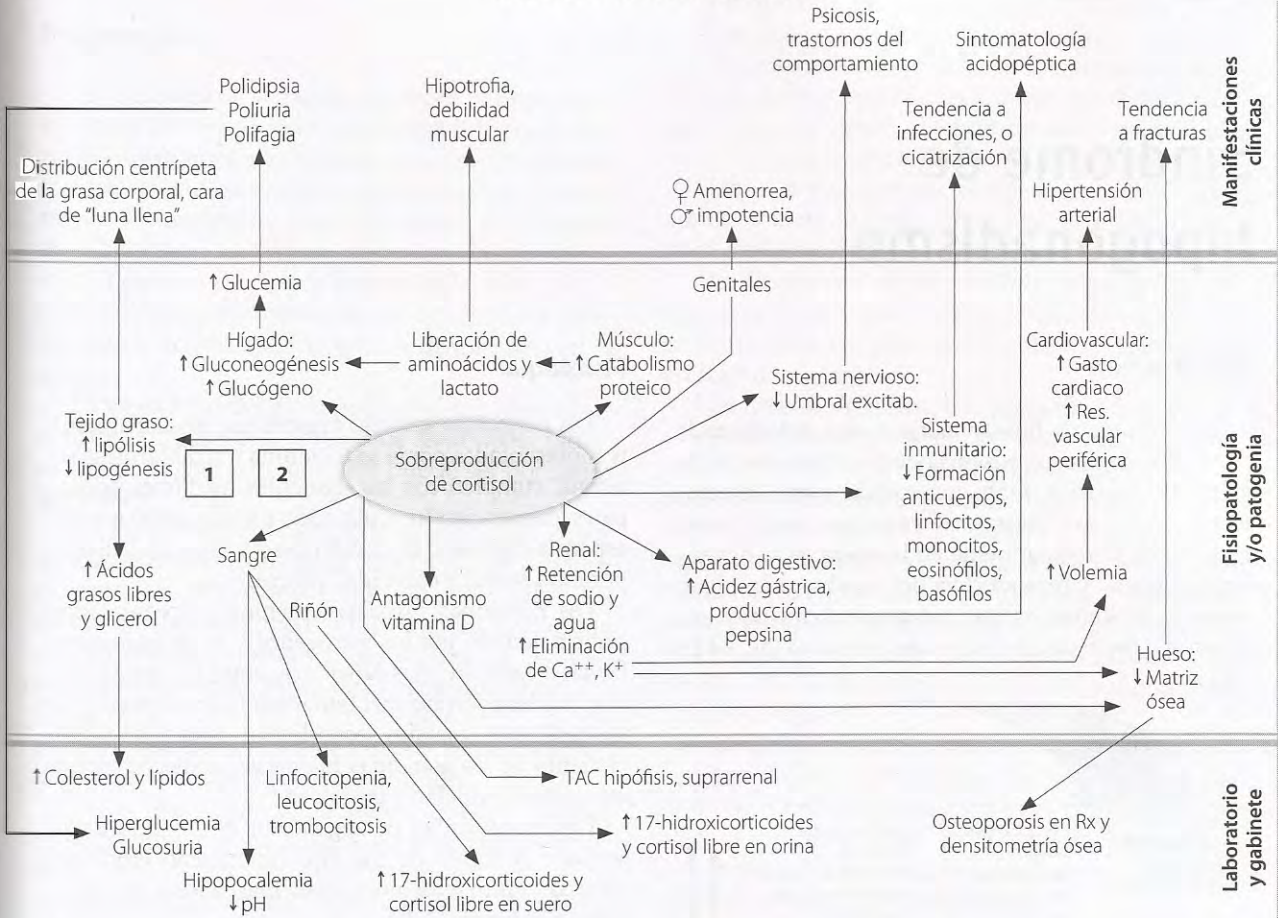 Psicosis,
trastornos del
comportamiento
Sintomatología
acidopéptica
Polidipsia
Poliuria
Polifagia
Hipotrofia,
debilidad
muscular
Tendencia a
infecciones, o
cicatrización
Tendencia
a fracturas
Manifestaciones
clínicas
Distribución centrípeta
de la grasa corporal, cara
de "luna llena"
♀ Amenorrea,
♂ impotencia
Hipertensión
arterial
↑ Glucemia
Genitales
Hígado:
↑ Gluconeogénesis
↑ Glucógeno
Liberación de
aminoácidos y
lactato
Músculo:
↑ Catabolismo
proteico
Sistema nervioso:
↓ Umbral excitab.
Cardiovascular:
↑ Gasto
cardiaco
↑ Res.
vascular
periférica
Tejido graso:
↑ lipólisis
↓ lipogénesis
1
2
Sobreproducción
de cortisol
Sistema
inmunitario:
↓ Formación
anticuerpos,
linfocitos,
monocitos,
eosinófilos,
basófilos
Fisiopatología
y/o patogenia
↑ Ácidos
grasos libres
y glicerol
Sangre
Riñón
Antagonismo
vitamina D
Renal:
↑ Retención
de sodio y
agua
↑ Eliminación
de Ca++, K+
Aparato digestivo:
↑ Acidez gástrica,
producción
pepsina
↑ Volemia
Hueso:
↓ Matriz
ósea
↑ Colesterol y lípidos
Linfocitopenia,
leucocitosis,
trombocitosis
TAC hipófisis, suprarrenal
Hiperglucemia
Glucosuria
↑ 17-hidroxicorticoides
y cortisol libre en orina
Osteoporosis en Rx y
densitometría ósea
Laboratorio
y gabinete
Hipopocalemia
↓ pH
↑ 17-hidroxicorticoides y
cortisol libre en suero